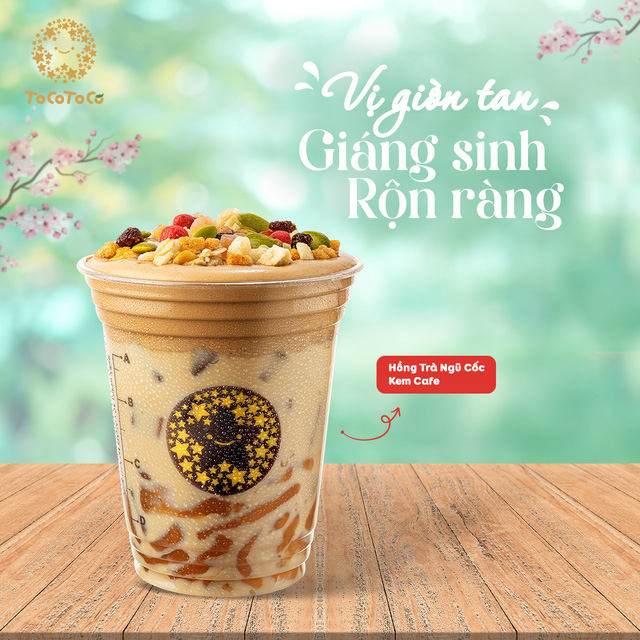 ToCoToCo
Vị giòn tan
Giáng sinh
Rộn ràng
Hồng Trà Ngũ Cốc
Kem Cafe
A
B
C
D